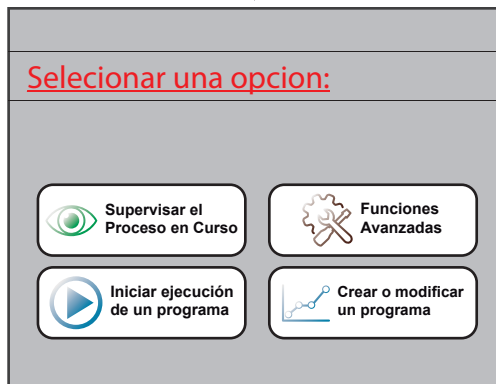 Selecionar una opcion:
Supervisar el
Proceso en Curso
Funciones
Avanzadas
Iniciar ejecución
de un programa
Crear o modificar
un programa